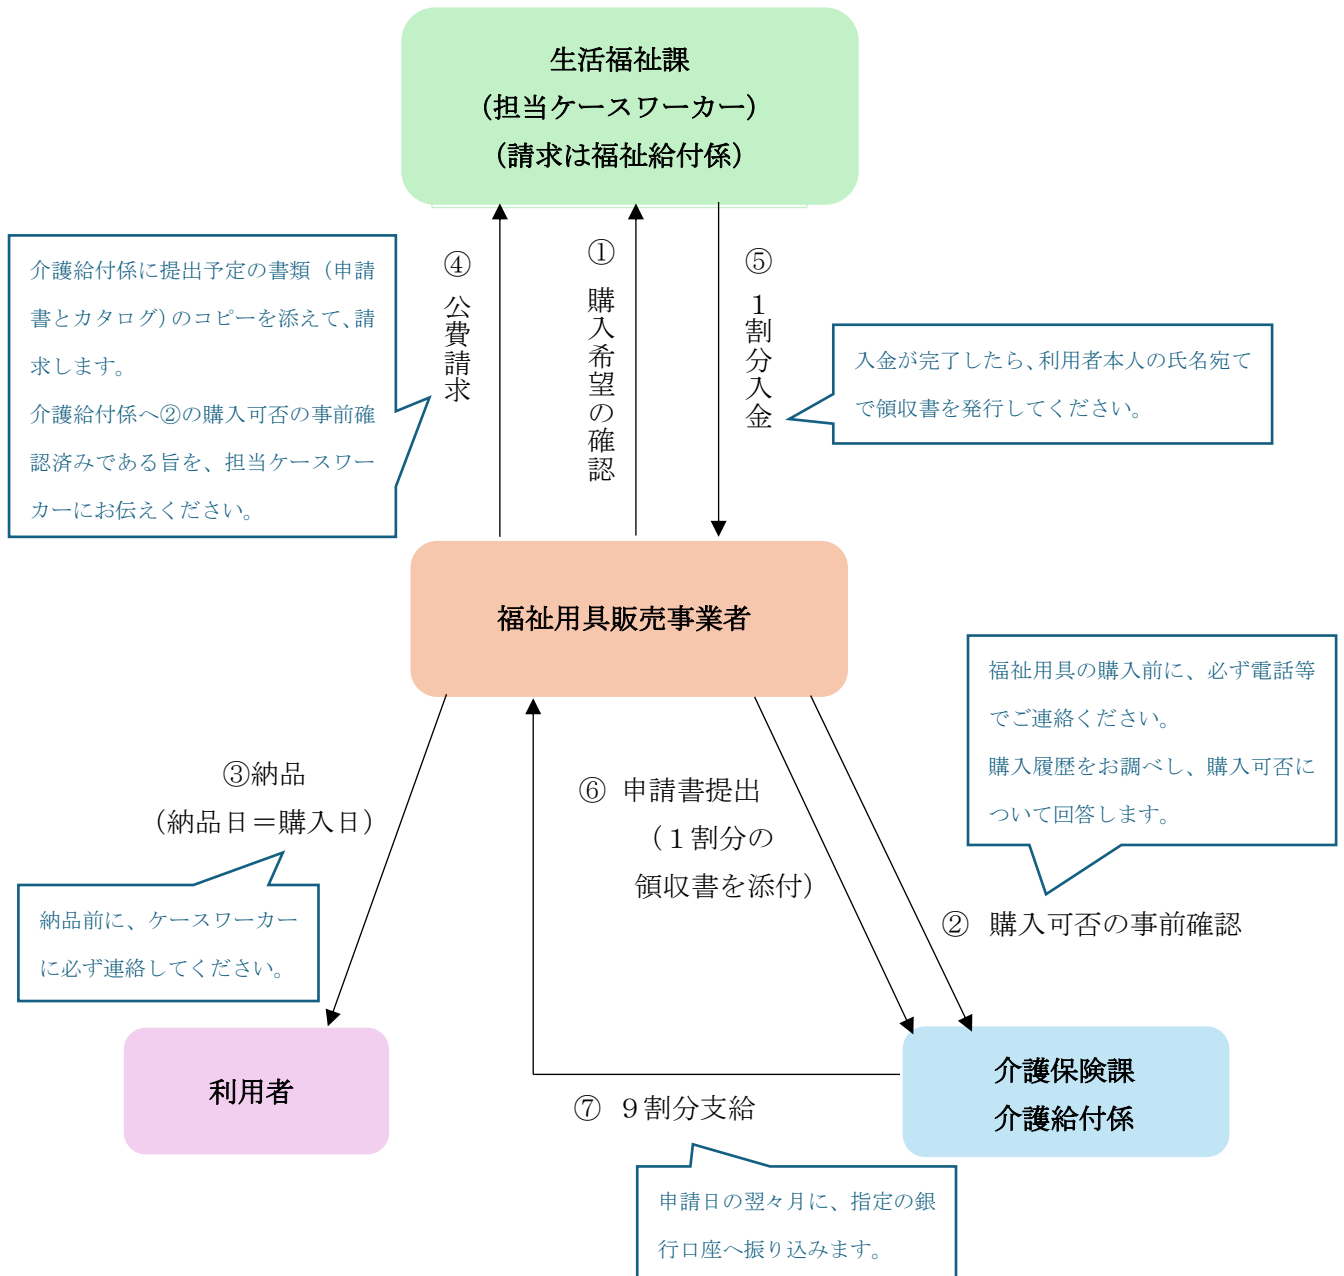 生活福祉課
（担当ケースワーカー）
（請求は福祉給付係）
介護給付係に提出予定の書類（申請
書とカタログ）のコピーを添えて、請
求します。
介護給付係へ②の購入可否の事前確
認済みである旨を、担当ケースワー
カーにお伝えください。
④ 公費請求
① 購入希望の確認
⑤ １割分入金
入金が完了したら、利用者本人の氏名宛て
で領収書を発行してください。
福祉用具販売事業者
福祉用具の購入前に、必ず電話等
でご連絡ください。
購入履歴をお調べし、購入可否に
ついて回答します。
③納品
（納品日＝購入日）
⑥ 申請書提出
（１割分の
領収書を添付）
納品前に、ケースワーカー
に必ず連絡してください。
② 購入可否の事前確認
利用者
介護保険課
介護給付係
⑦ ９割分支給
申請日の翌々月に、指定の銀
行口座へ振り込みます。